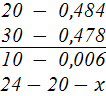 20 – 0,484
30 – 0,478
10 – 0,006
24 – 20 – x